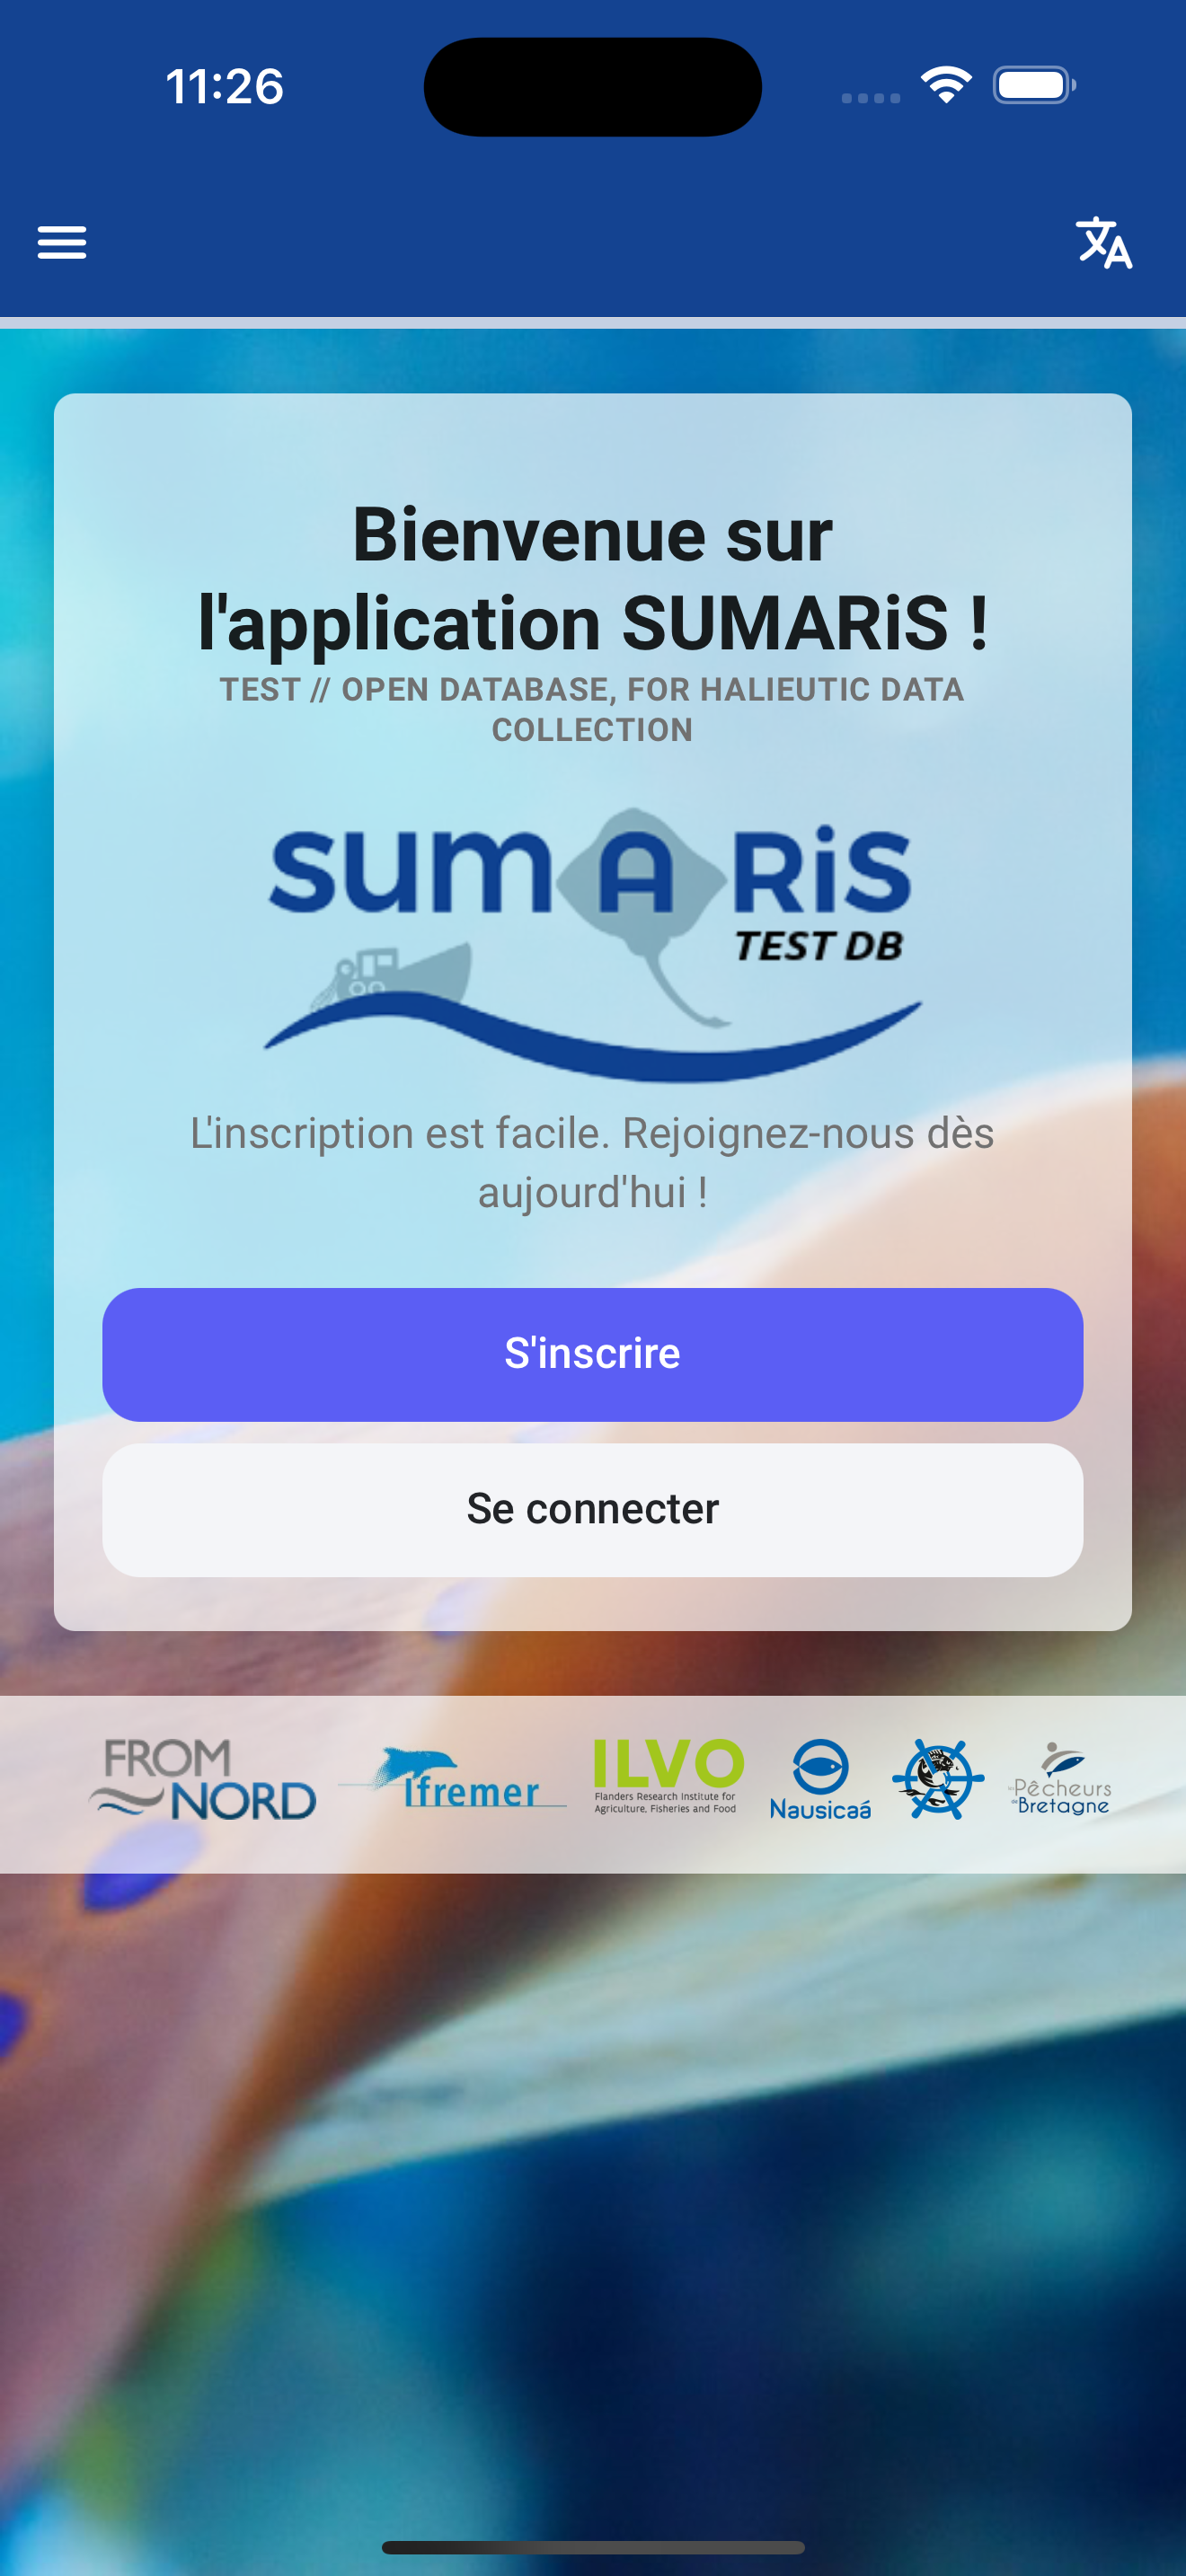 11:26
Bienvenue sur
l'application SUMARiS !
TEST // OPEN DATABASE, FOR HALIEUTIC DATA
COLLECTION
SUMARiS
TEST DB
L'inscription est facile. Rejoignez-nous dès
aujourd'hui !
S'inscrire
Se connecter
FROM
NORD
Ifremer
ILVO
Flanders Research Institute for
Agriculture, Fisheries and Food
Nausicaá
Pêcheurs
de Bretagne